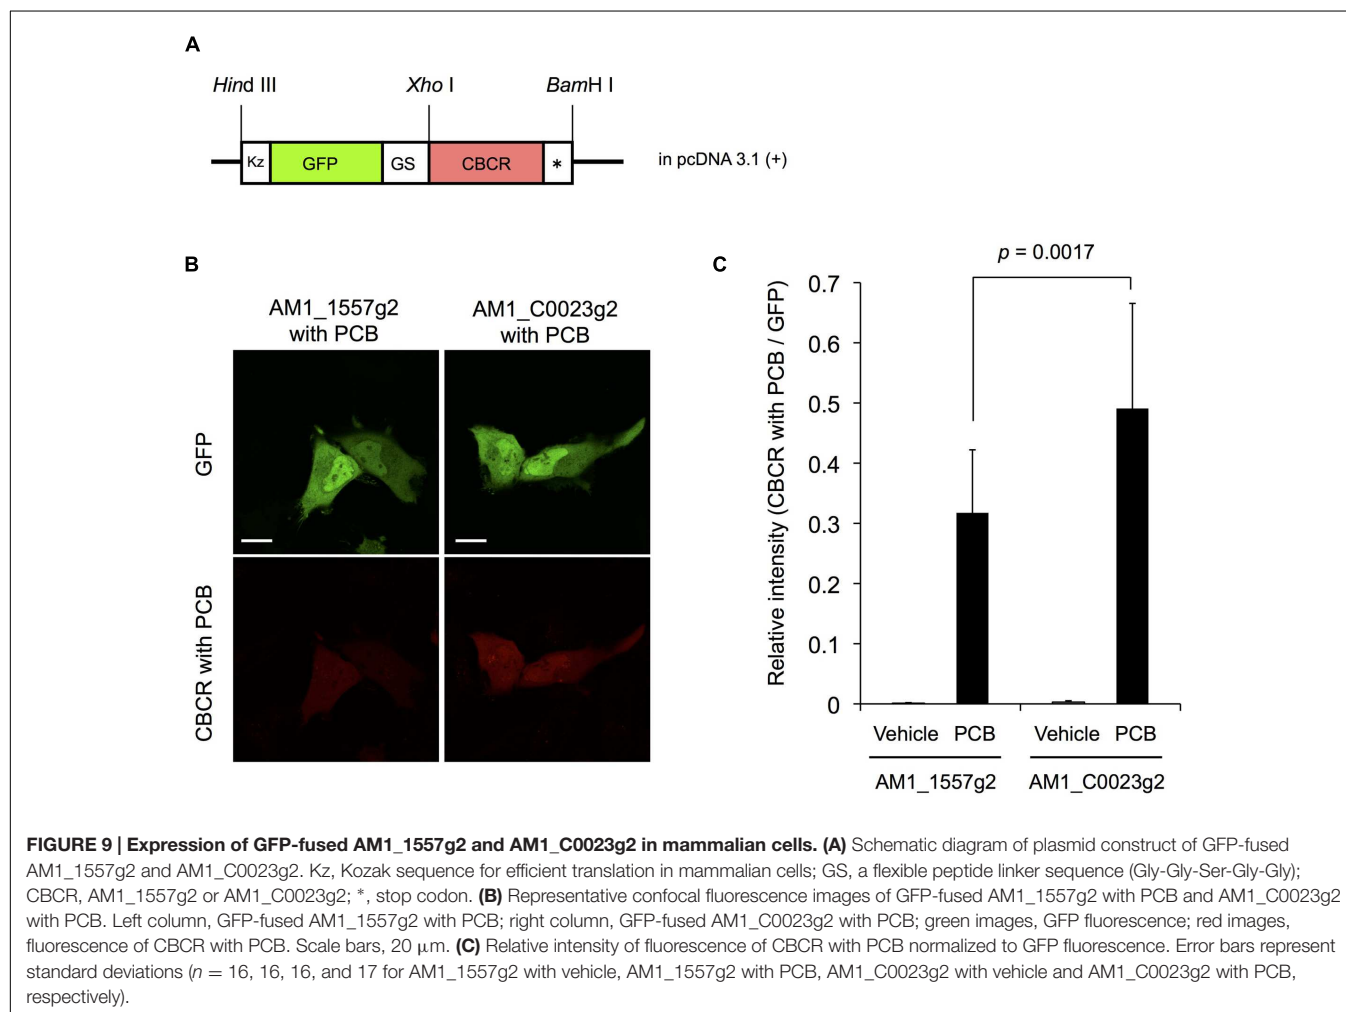 A
Hind III Xho I BamH I
Kz GFP GS CBCR *
in pcDNA 3.1 (+)
B
AM1_1557g2 with PCB
AM1_C0023g2 with PCB
GFP
CBCR with PCB
C
p = 0.0017
Relative intensity (CBCR with PCB / GFP)
0.7
0.6
0.5
0.4
0.3
0.2
0.1
0
Vehicle PCB Vehicle PCB
AM1_1557g2 AM1_C0023g2
FIGURE 9 | Expression of GFP-fused AM1_1557g2 and AM1_C0023g2 in mammalian cells. (A) Schematic diagram of plasmid construct of GFP-fused
AM1_1557g2 and AM1_C0023g2. Kz, Kozak sequence for efficient translation in mammalian cells; GS, a flexible peptide linker sequence (Gly-Gly-Ser-Gly-Gly);
CBCR, AM1_1557g2 or AM1_C0023g2; *, stop codon. (B) Representative confocal fluorescence images of GFP-fused AM1_1557g2 with PCB and AM1_C0023g2
with PCB. Left column, GFP-fused AM1_1557g2 with PCB; right column, GFP-fused AM1_C0023g2 with PCB; green images, GFP fluorescence; red images,
fluorescence of CBCR with PCB. Scale bars, 20 μm. (C) Relative intensity of fluorescence of CBCR with PCB normalized to GFP fluorescence. Error bars represent
standard deviations (n = 16, 16, 16, and 17 for AM1_1557g2 with vehicle, AM1_1557g2 with PCB, AM1_C0023g2 with vehicle and AM1_C0023g2 with PCB,
respectively).